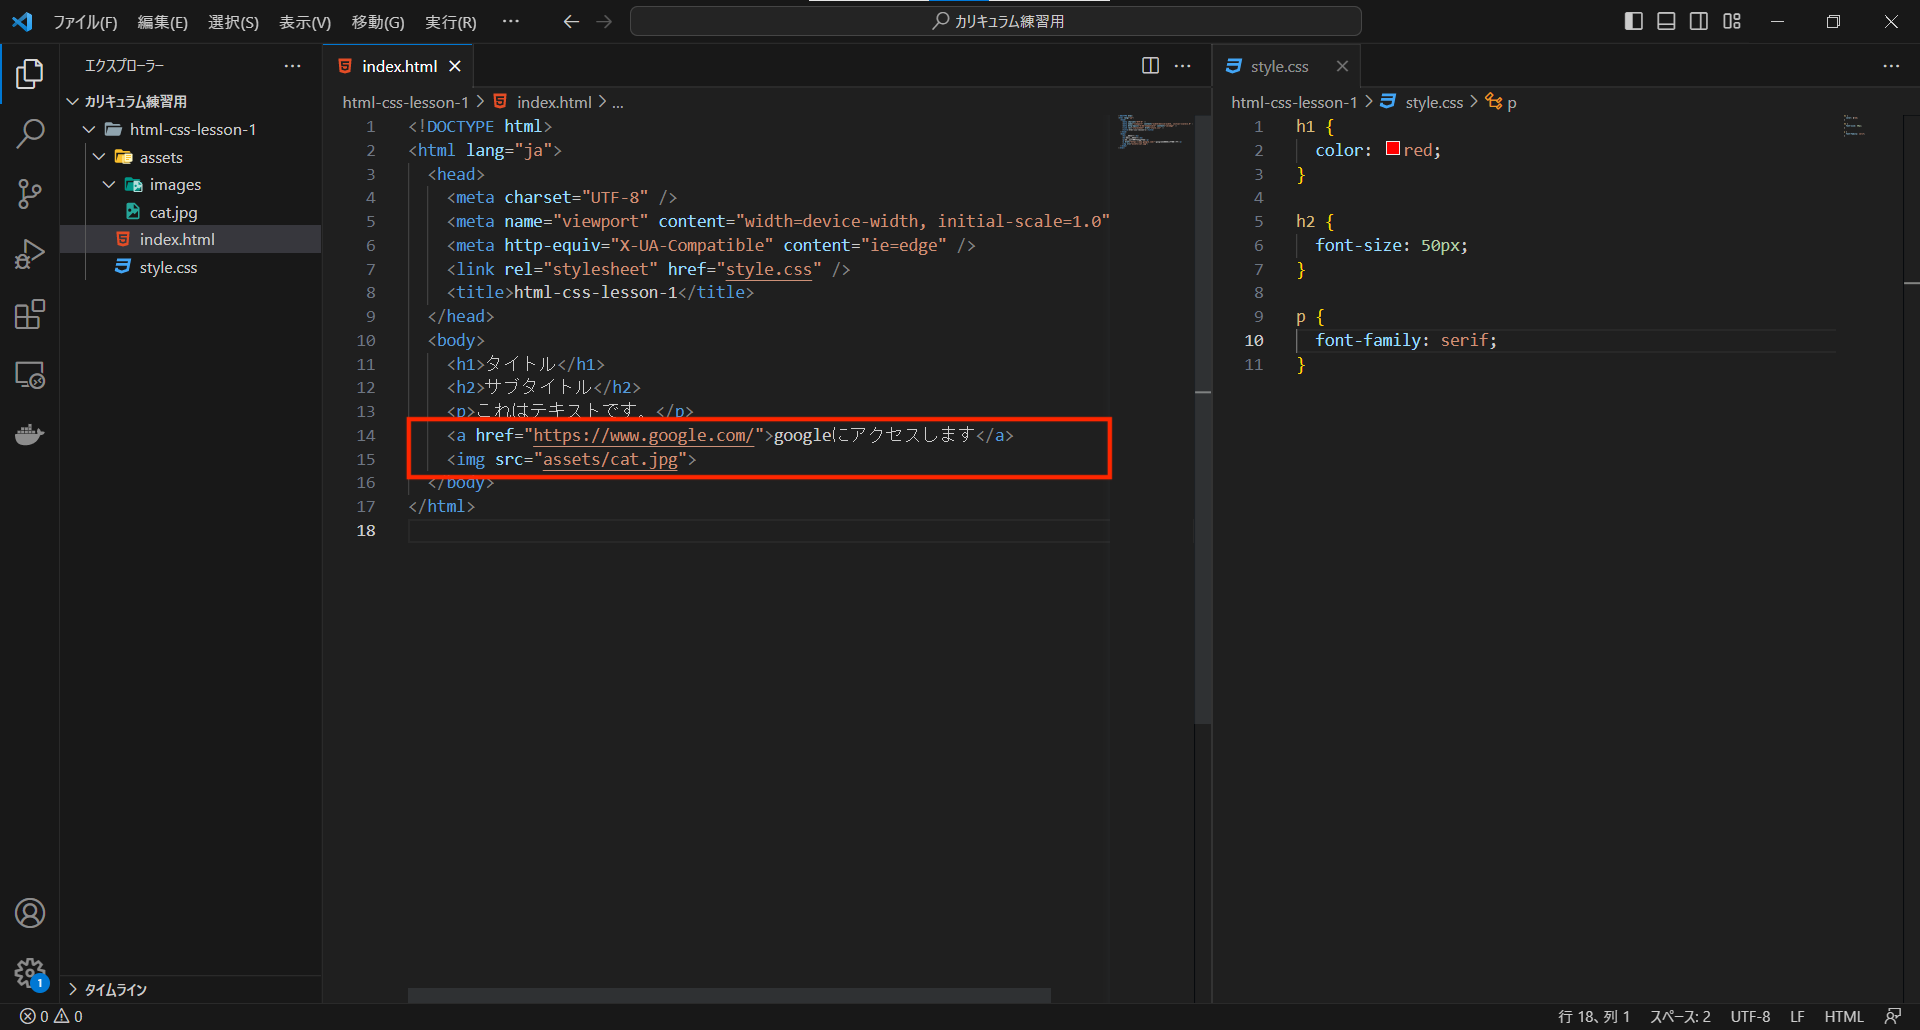 ファイル(F) 編集(E) 選択(S) 表示(V) 移動(G) 実行(R) ··· カリキュラム練習用
エクスプローラー ···
カリキュラム練習用
html-css-lesson-1
assets
images
cat.jpg
index.html
style.css
タイムライン
index.html
html-css-lesson-1 > index.html > ...
1 <!DOCTYPE html>
2 <html lang="ja">
3 <head>
4 <meta charset="UTF-8" />
5 <meta name="viewport" content="width=device-width, initial-scale=1.0"
6 <meta http-equiv="X-UA-Compatible" content="ie=edge" />
7 <link rel="stylesheet" href="style.css" />
8 <title>html-css-lesson-1</title>
9 </head>
10 <body>
11 <h1>タイトル</h1>
12 <h2>サブタイトル</h2>
13 <p>これはテキストです。</p>
14 <a href="https://www.google.com/">googleにアクセスします</a>
15 <img src="assets/cat.jpg">
16 </body>
17 </html>
18
style.css
html-css-lesson-1 > style.css > p
1 h1 {
2 color: red;
3 }
4
5 h2 {
6 font-size: 50px;
7 }
8
9 p {
10 font-family: serif;
11 }
1
0 0 行 18、列 1 スペース: 2 UTF-8 LF HTML